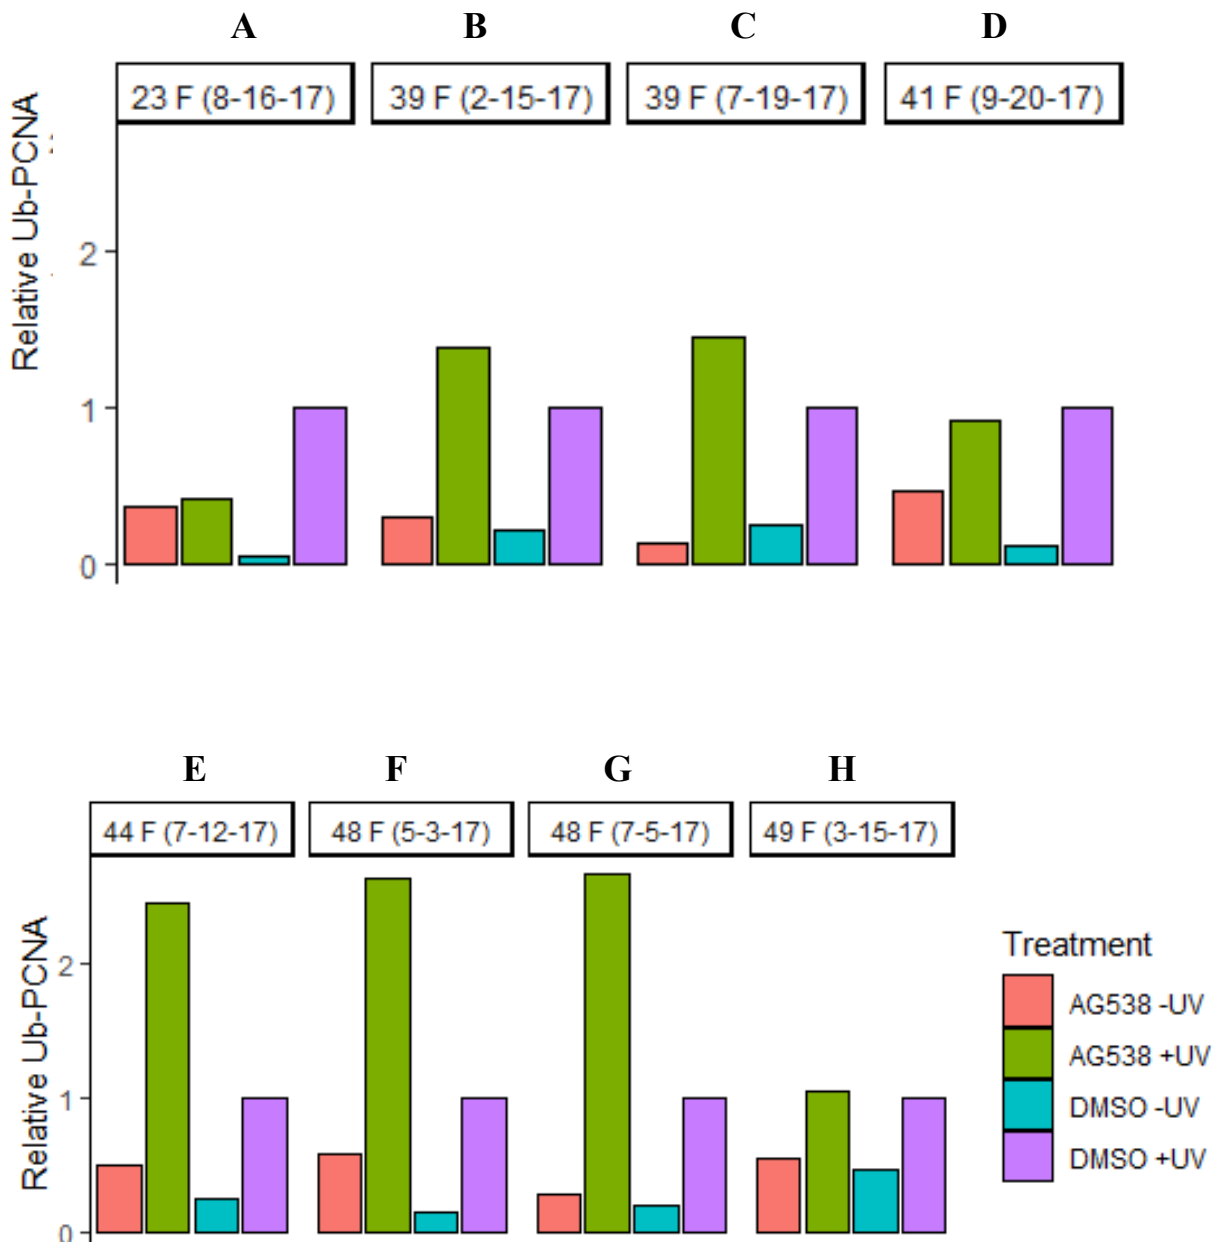 A B C D
23 F (8-16-17) 39 F (2-15-17) 39 F (7-19-17) 41 F (9-20-17)
Relative Ub-PCNA
2
1
0
E F G H
44 F (7-12-17) 48 F (5-3-17) 48 F (7-5-17) 49 F (3-15-17)
Relative Ub-PCNA
2
1
0
Treatment
AG538 -UV
AG538 +UV
DMSO -UV
DMSO +UV